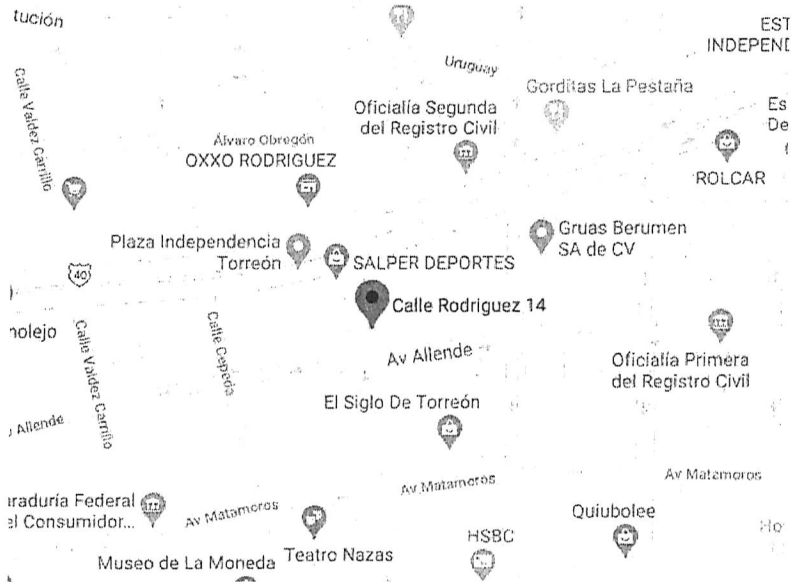 tución
EST
INDEPEND
Uruguay
Calle Valdez Carrillo
Gorditas La Pestaña
Oficialía Segunda
del Registro Civil
Es
De
Álvaro Obregón
OXXO RODRIGUEZ
ROLCAR
Plaza Independencia
Torreón
Gruas Berumen
SA de CV
SALPER DEPORTES
40
Calle Rodriguez 14
nolejo
Calle Valdez Carrillo
Calle Cepeda
Av Allende
Oficialía Primera
del Registro Civil
El Siglo De Torreón
Allende
Av Matamoros
Av Matamoros
Av Matamoros
uraduría Federal
el Consumidor...
Quiubolee
HSBC
Ho
Museo de La Moneda
Teatro Nazas